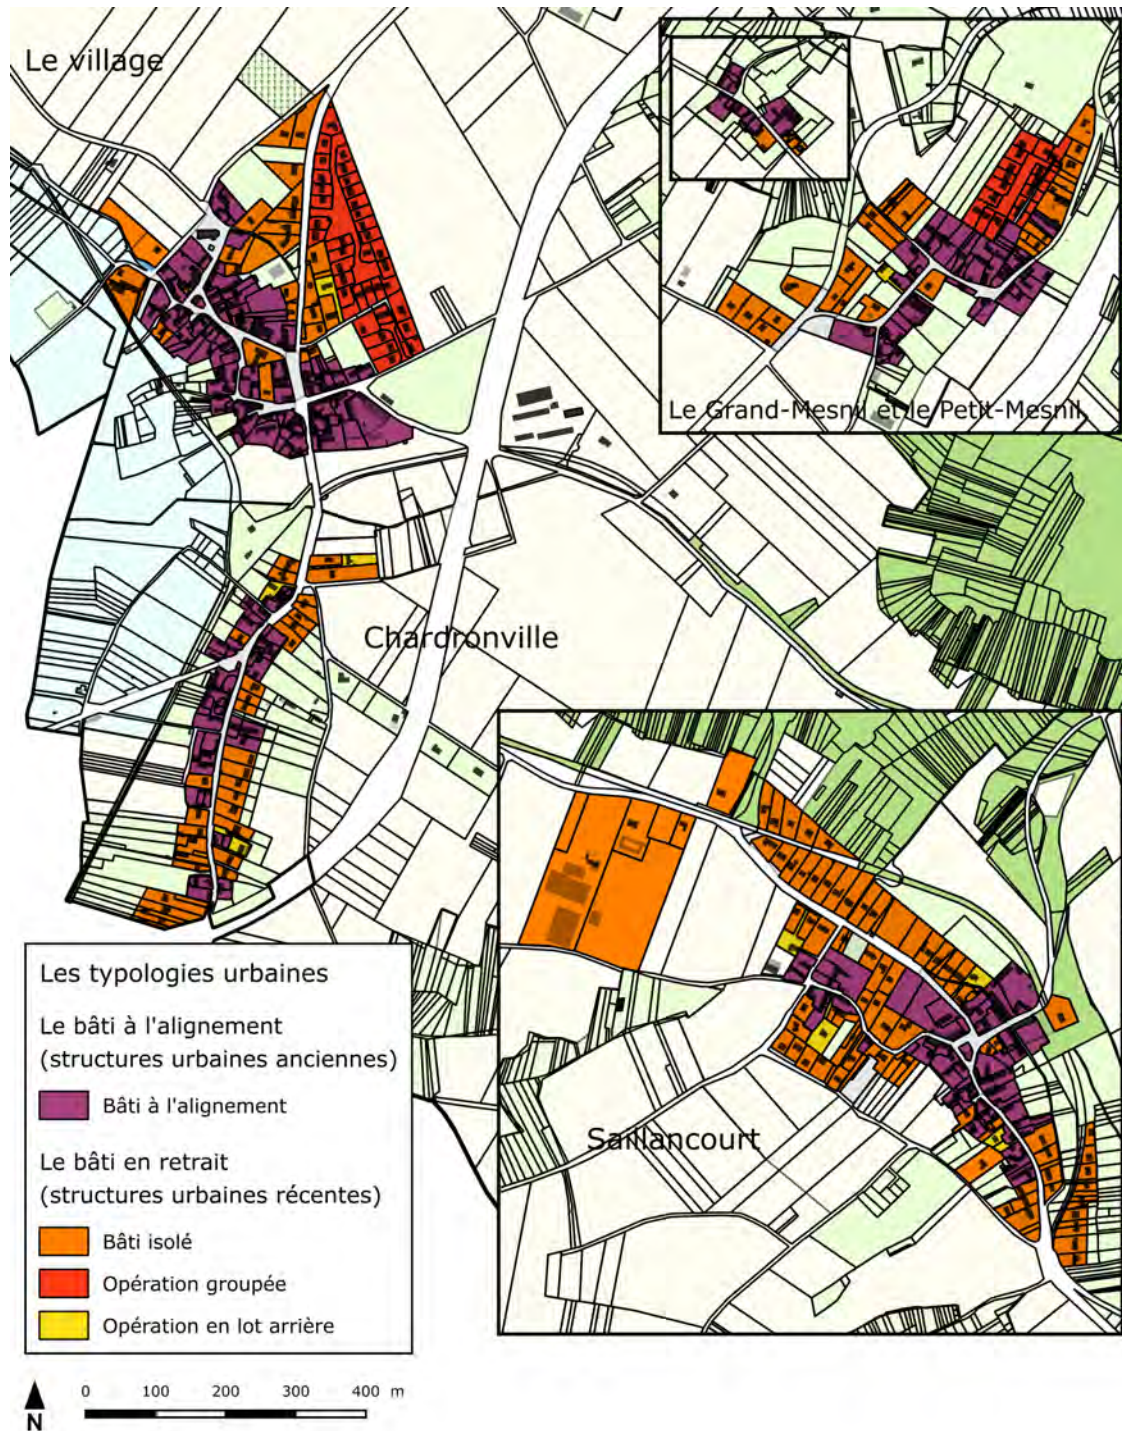 Le village
Le Grand-Mesnil et le Petit-Mesnil
Chardronville
Saillancourt
Les typologies urbaines
Le bâti à l'alignement
(structures urbaines anciennes)
Bâti à l'alignement
Le bâti en retrait
(structures urbaines récentes)
Bâti isolé
Opération groupée
Opération en lot arrière
N
0 100 200 300 400 m